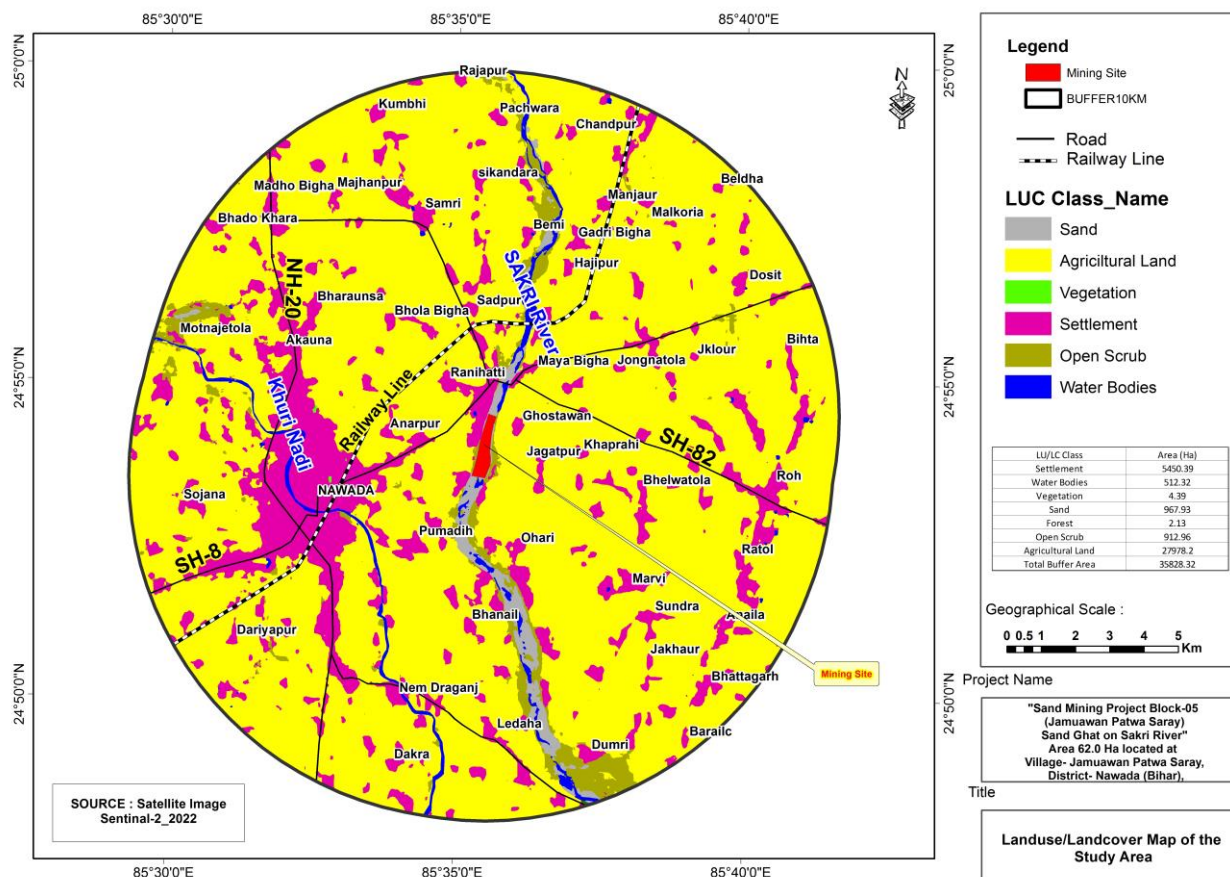 85°30'0"E
85°35'0"E
85°40'0"E
25°0'0"N
25°0'0"N
Rajapur
Pachwara
Kumbhi
Chandpur
N
sikandara
Madho Bigha
Majhanpur
Beldha
Manjaur
Samri
Malkoria
Bhado Khara
Bemi
Gadri Bigha
Hajipur
NH-20
SAKRI River
Dosit
Bharaunsa
Sadpur
Bhola Bigha
Motnajetola
Akauna
Bihta
Jklour
Maya Bigha
Jongnatola
24°55'0"N
24°55'0"N
Ranihatti
Khuri Nadi
Railway Line
Anarpur
Ghostawan
SH-82
Khaprahi
Jagatpur
Roh
Bhelwatola
Sojana
NAWADA
Pumadih
Ohari
SH-8
Ratol
Marvi
Sundra
Bhanail
Dariyapur
Jakhaur
Mining Site
Bhattagarh
24°50'0"N
24°50'0"N
Nem Draganj
Ledaha
Barailc
Dumri
Dakra
SOURCE : Satellite Image
Sentinal-2_2022
85°30'0"E
85°35'0"E
85°40'0"E
Legend
Mining Site
BUFFER10KM
Road
Railway Line
LUC Class_Name
Sand
Agricltural Land
Vegetation
Settlement
Open Scrub
Water Bodies
LU/LC Class Area (Ha)
Settlement 5450.39
Water Bodies 512.32
Vegetation 4.39
Sand 967.93
Forest 2.13
Open Scrub 912.96
Agricultural Land 27978.2
Total Buffer Area 35828.32
Geographical Scale :
0 0.5 1 2 3 4 5
Km
Project Name
"Sand Mining Project Block-05
(Jamuawan Patwa Saray)
Sand Ghat on Sakri River"
Area 62.0 Ha located at
Village- Jamuawan Patwa Saray,
District- Nawada (Bihar),
Title
Landuse/Landcover Map of the
Study Area